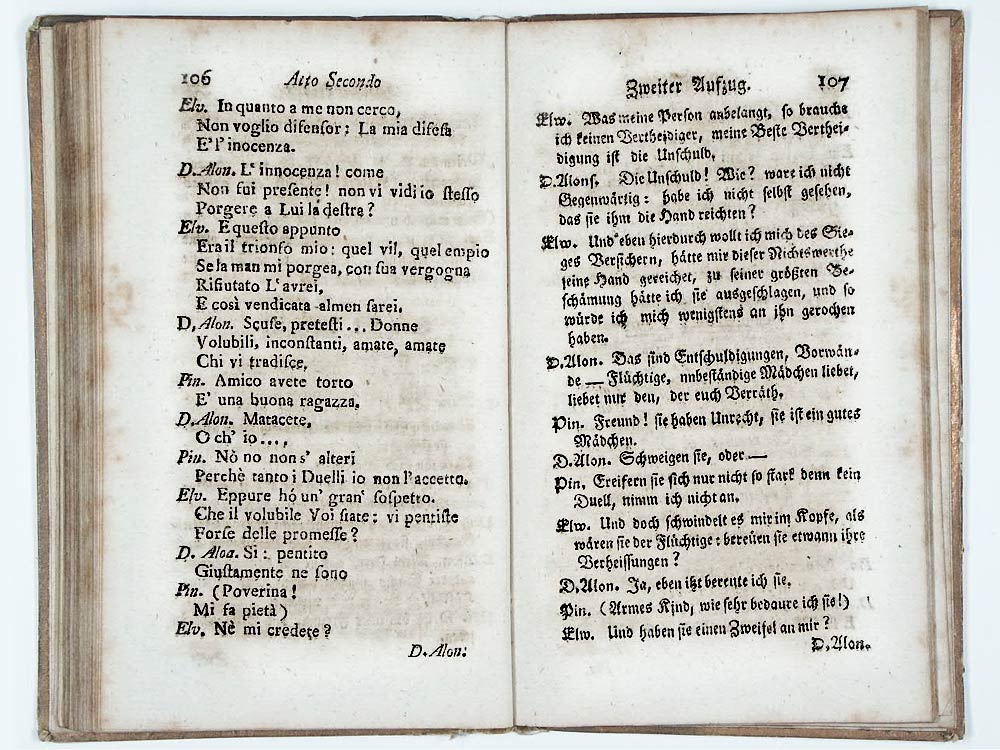 106 Atto Secondo
Elv. In quanto a me non cerco,
Non voglio difensor; La mia difesa
E' l' inocenza.
D. Alon. L' innocenza! come
Non fui presente! non vi vidi io stesso
Porgere a Lui la destra?
Elv. E questo appunto
Era il trionfo mio: quel vil, quel empio
Se la man mi porgea, con sua vergogna
Rifiutato L' avrei,
E così vendicata almen sarei.
D. Alon. Scuse, pretesti... Donne
Volubili, inconstanti, amate, amate
Chi vi tradisce.
Pin. Amico avete torto
E' una buona ragazza.
D. Alon. Matacete,
O ch' io....
Pin. Nò no non s' alteri
Perchè tanto i Duelli io non l'accetto.
Elv. Eppure hó un' gran' sospetto.
Che il volubile Voi siate: vi pentiste
Forse delle promesse?
D. Aloa. Si: pentito
Giustamente ne sono
Pin. (Poverina!
Mi fa pietà)
Elv. Nè mi credete?
D. Alon:
Zweiter Aufzug. 107
Elw. Was meine Person anbelangt, so brauche
ich keinen Vertheidiger, meine Beste Verthei-
digung ist die Unschuld.
D. Alons. Die Unschuld! Wie? ware ich nicht
Gegenwärtig: habe ich nicht selbst gesehen,
das sie ihm die Hand reichten?
Elw. Und eben hierdurch wollt ich mich des Sie-
ges Versichern, hätte mir dieser Nichtswerthe
seine Hand gereichet, zu seiner größten Be-
schämung hätte ich sie ausgeschlagen, und so
würde ich mich wenigstens an ihn gerochen
haben.
D. Alon. Das sind Entschuldigungen, Vorwän-
de — Flüchtige, nnbeständige Mädchen liebet,
liebet mir den, der euch Verräth.
Pin. Freund! sie haben Unrecht, sie ist ein gutes
Mädchen.
D. Alon. Schweigen sie, oder —
Pin. Ereifern sie sich nur nicht so stark denn kein
Duell, nimm ich nicht an.
Elw. Und doch schwindelt es mir im Kopfe, als
wären sie der Flüchtige: bereüen sie etwann ihre
Verheissungen?
D. Alon. Ja, eben itzt bereute ich sie.
Pin. (Armes Kind, wie sehr bedaure ich sie!)
Elw. Und haben sie einen Zweifel an mir?
D. Alon.